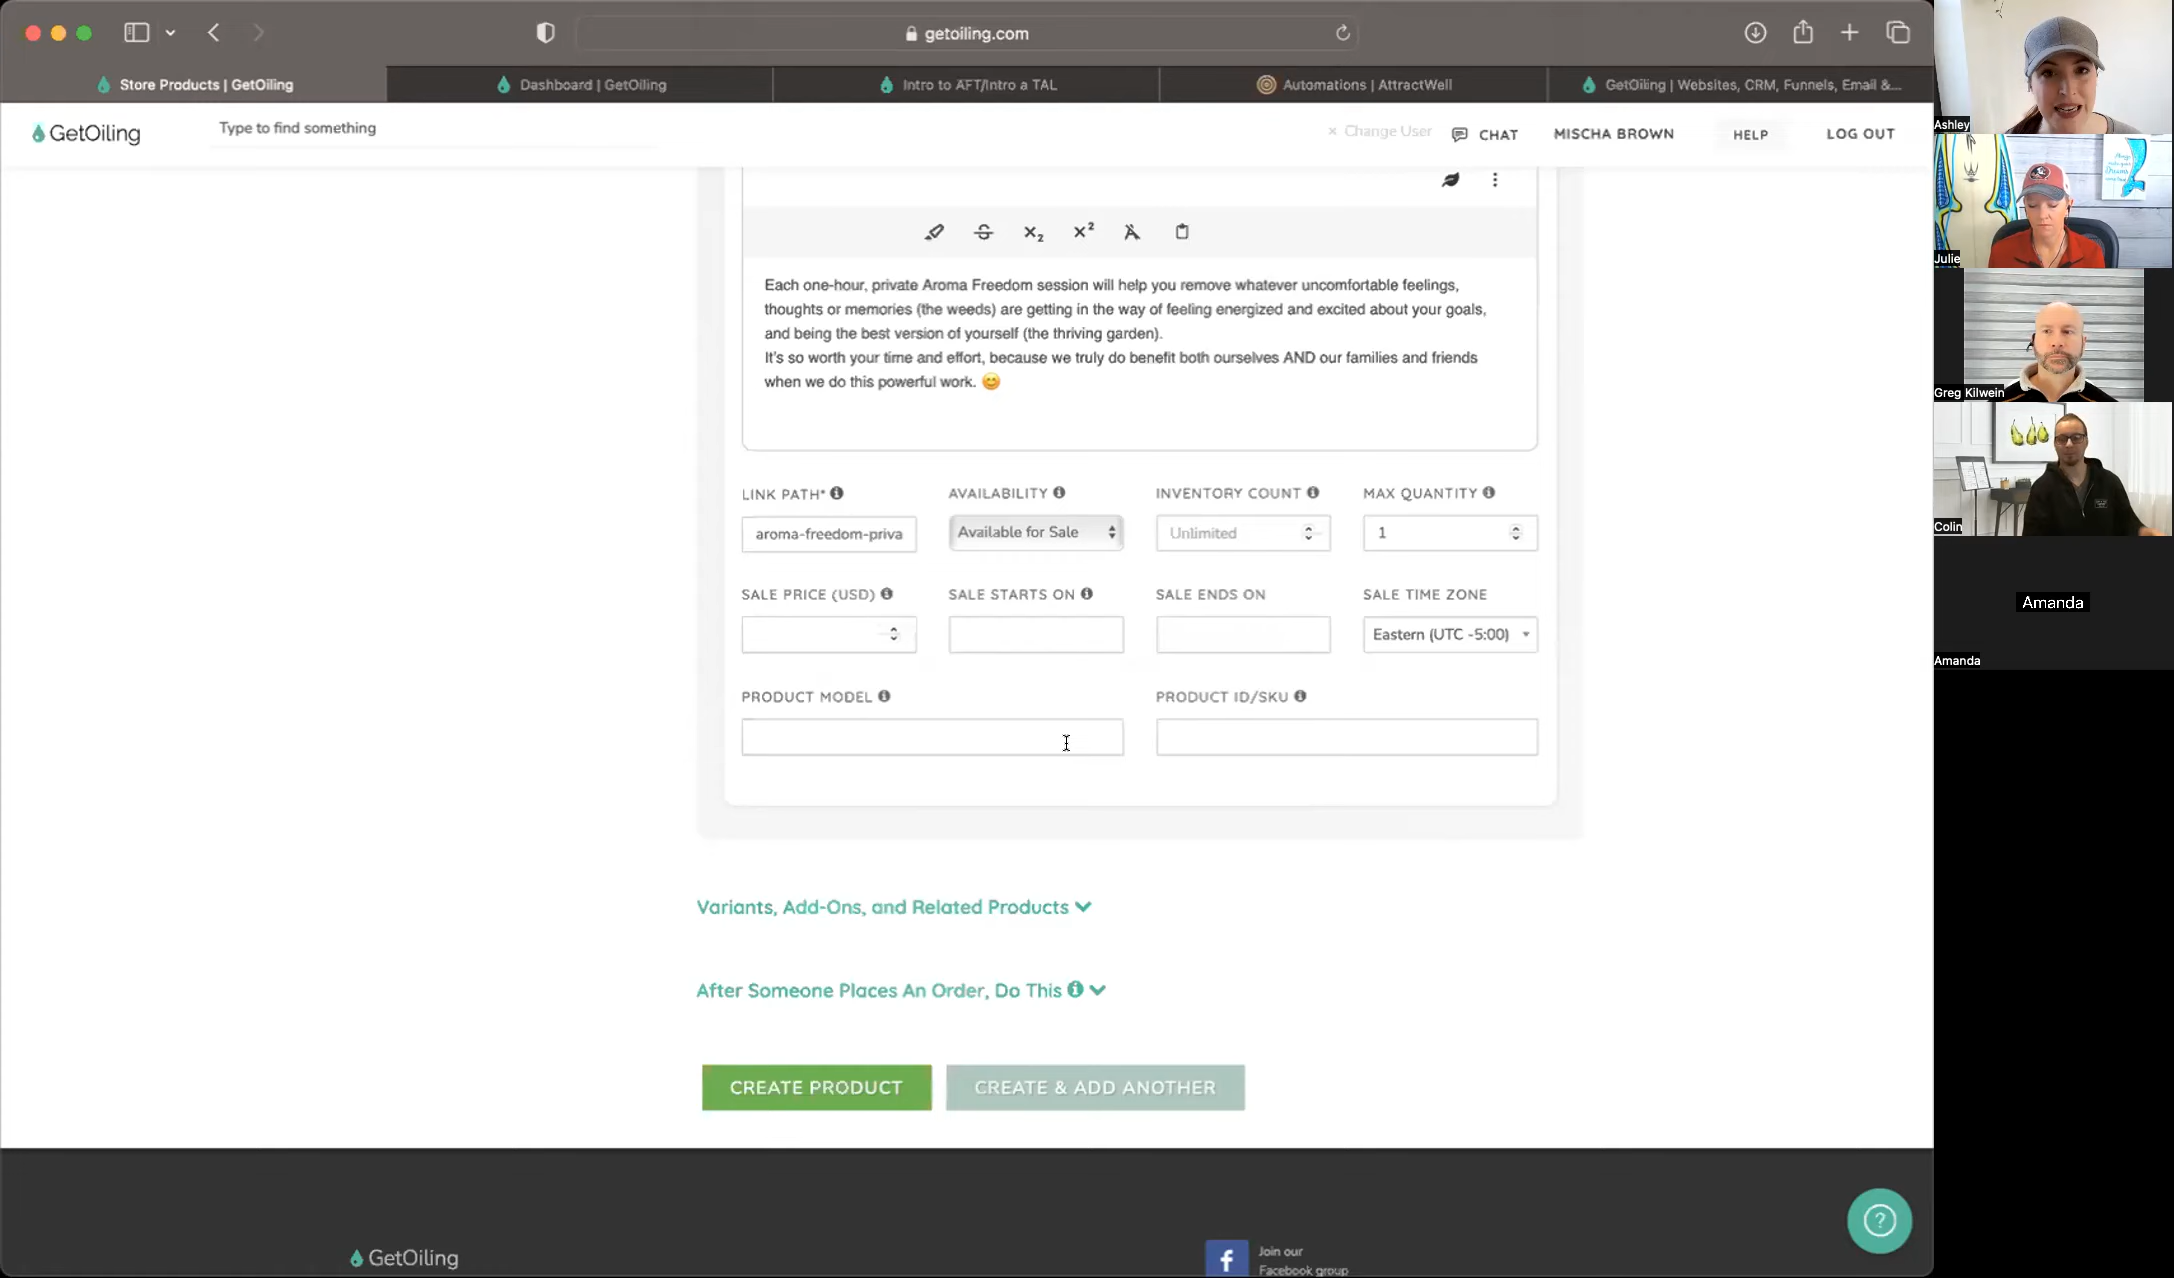 getoiling.com
Store Products | GetOiling
Dashboard | GetOiling
Intro to AFT/Intro a TAL
Automations | AttractWell
GetOiling | Websites, CRM, Funnels, Email &...
GetOiling
Type to find something
× Change User
CHAT
MISCHA BROWN
HELP
LOG OUT
Each one-hour, private Aroma Freedom session will help you remove whatever uncomfortable feelings,
thoughts or memories (the weeds) are getting in the way of feeling energized and excited about your goals,
and being the best version of yourself (the thriving garden).
It's so worth your time and effort, because we truly do benefit both ourselves AND our families and friends
when we do this powerful work. 😊
LINK PATH*
AVAILABILITY
INVENTORY COUNT
MAX QUANTITY
aroma-freedom-priva
Available for Sale
Unlimited
1
SALE PRICE (USD)
SALE STARTS ON
SALE ENDS ON
SALE TIME ZONE
Eastern (UTC -5:00)
PRODUCT MODEL
PRODUCT ID/SKU
Variants, Add-Ons, and Related Products
After Someone Places An Order, Do This
CREATE PRODUCT
CREATE & ADD ANOTHER
GetOiling
Join our
Facebook group
Ashley
Julie
Greg Kilwein
Colin
Amanda
Amanda